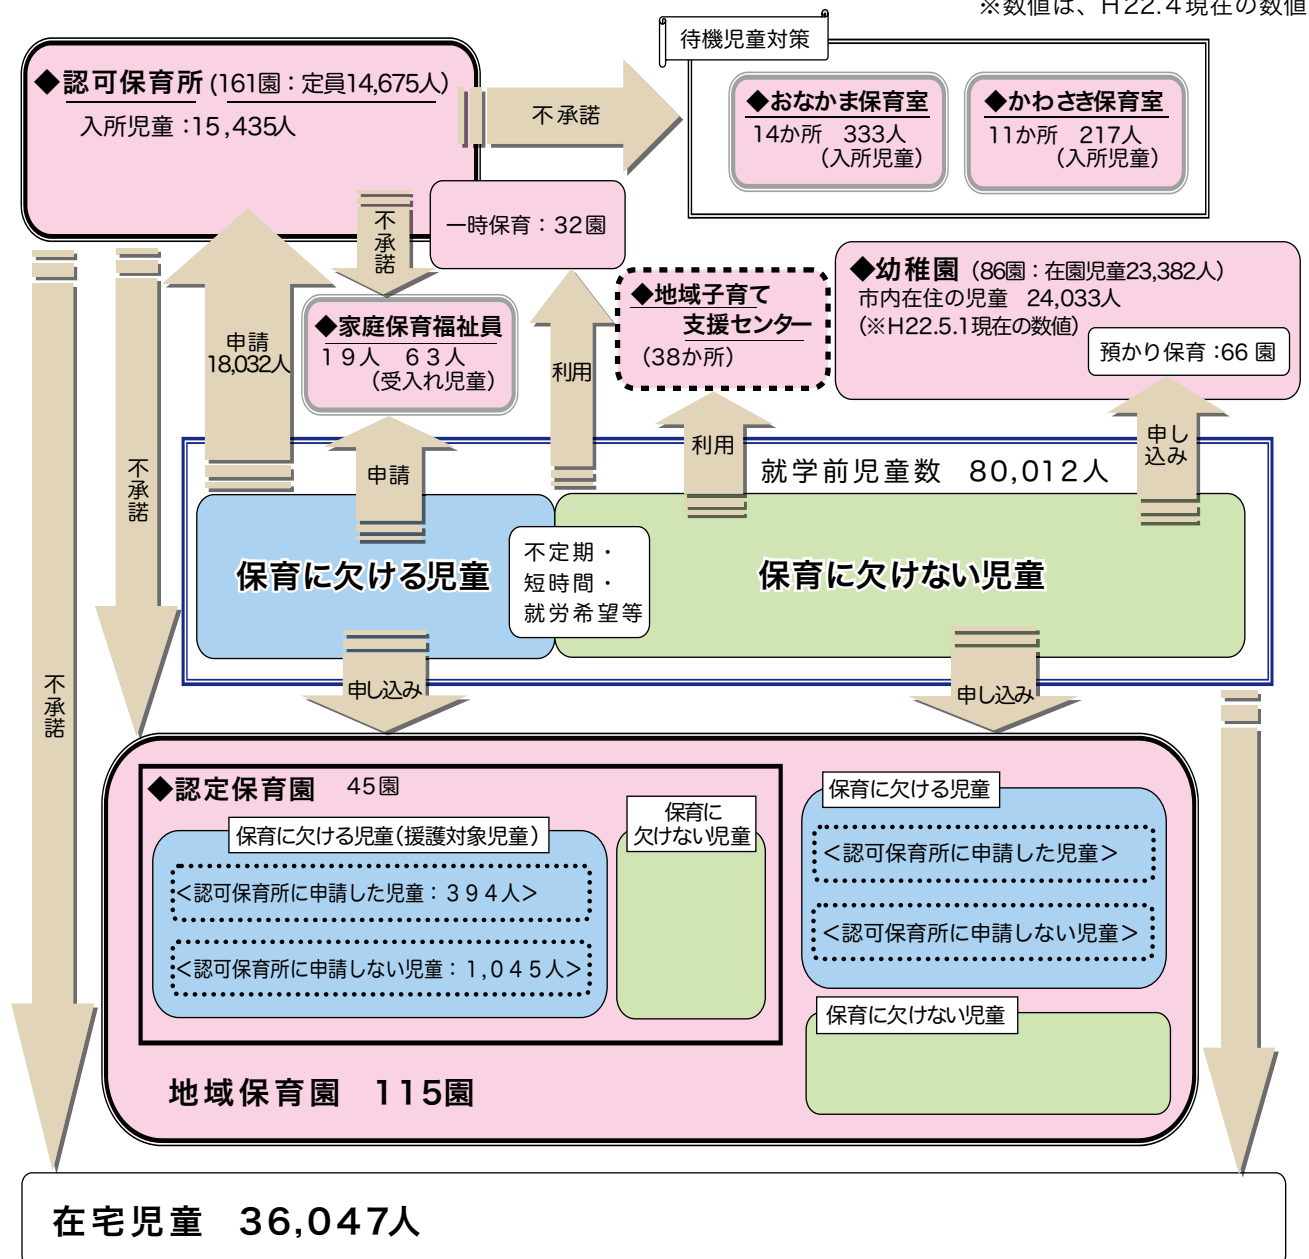 ※数値は、H22.4現在の数値
待機児童対策
◆認可保育所(161園：定員14,675人)
入所児童：15,435人
不承諾
◆おなかま保育室
14か所　333人
(入所児童)
◆かわさき保育室
11か所　217人
(入所児童)
不承諾
一時保育：32園
◆地域子育て
支援センター
(38か所)
◆幼稚園（86園：在園児童23,382人）
市内在住の児童　24,033人
(※H22.5.1現在の数値)
預かり保育：66園
申請
18,032人
◆家庭保育福祉員
１９人　６３人
(受入れ児童)
利用
申請
利用
申し
込み
就学前児童数　80,012人
不承諾
保育に欠ける児童
不定期・
短時間・
就労希望等
保育に欠けない児童
不承諾
申し込み
申し込み
◆認定保育園　45園
保育に欠ける児童(援護対象児童)
<認可保育所に申請した児童：３９４人>
<認可保育所に申請しない児童：１,０４５人>
保育に
欠けない児童
保育に欠ける児童
<認可保育所に申請した児童>
<認可保育所に申請しない児童>
保育に欠けない児童
地域保育園　115園
在宅児童　36,047人